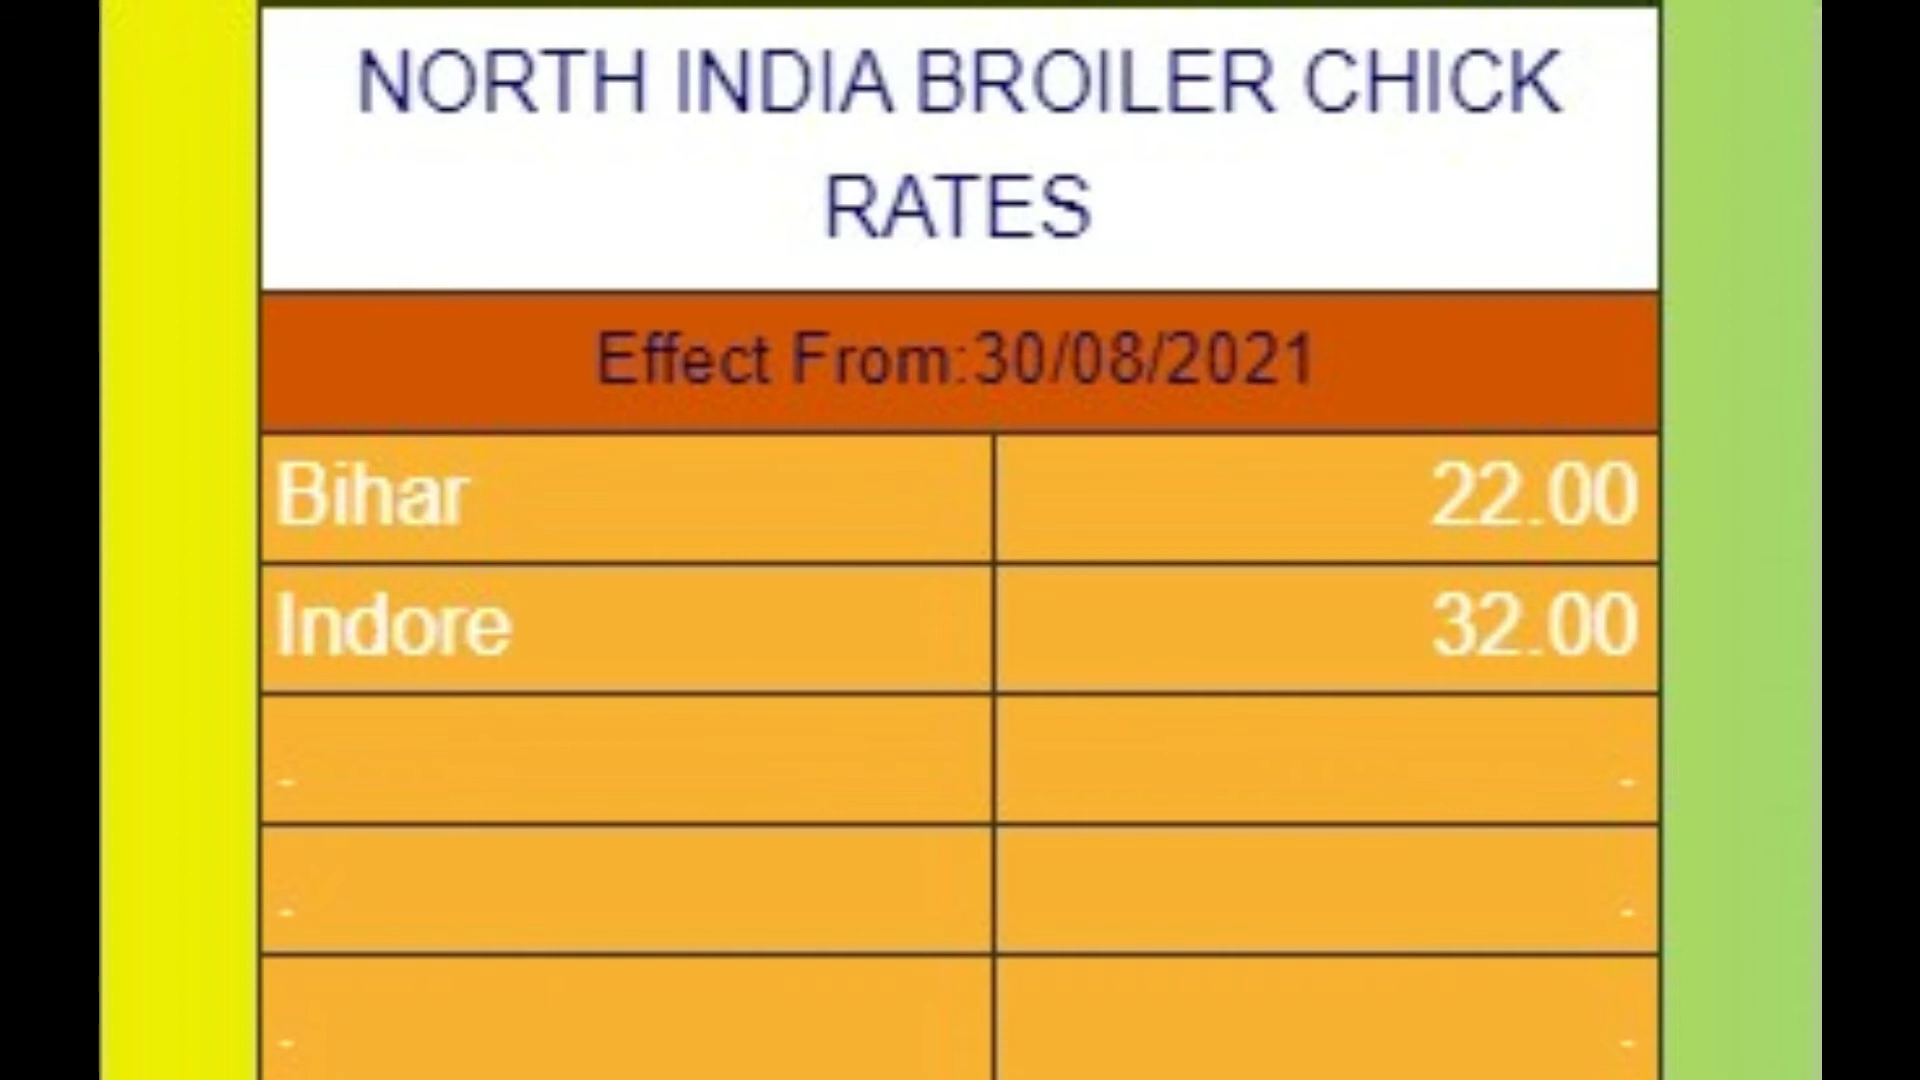 NORTH INDIA BROILER CHICK
RATES
Effect From:30/08/2021
Bihar 22.00
Indore 32.00
- -
- -
- -